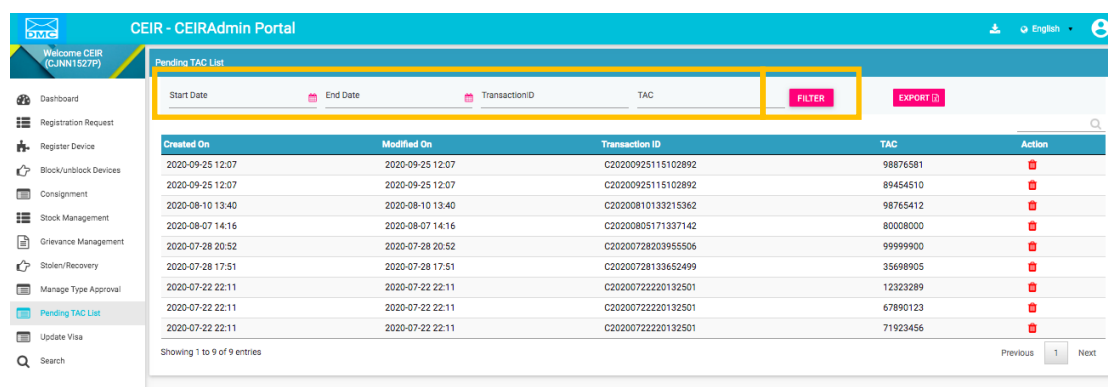 DMC
CEIR - CEIRAdmin Portal
English
Welcome CEIR
(CJNN1527P)
Pending TAC List
Dashboard
Registration Request
Register Device
Block/unblock Devices
Consignment
Stock Management
Grievance Management
Stolen/Recovery
Manage Type Approval
Pending TAC List
Update Visa
Search
Start Date End Date TransactionID TAC FILTER EXPORT
Created On Modified On Transaction ID TAC Action
2020-09-25 12:07 2020-09-25 12:07 C20200925115102892 98876581
2020-09-25 12:07 2020-09-25 12:07 C20200925115102892 89454510
2020-08-10 13:40 2020-08-10 13:40 C20200810133215362 98765412
2020-08-07 14:16 2020-08-07 14:16 C20200805171337142 80008000
2020-07-28 20:52 2020-07-28 20:52 C20200728203955506 99999900
2020-07-28 17:51 2020-07-28 17:51 C20200728133652499 35698905
2020-07-22 22:11 2020-07-22 22:11 C20200722220132501 12323289
2020-07-22 22:11 2020-07-22 22:11 C20200722220132501 67890123
2020-07-22 22:11 2020-07-22 22:11 C20200722220132501 71923456
Showing 1 to 9 of 9 entries Previous 1 Next